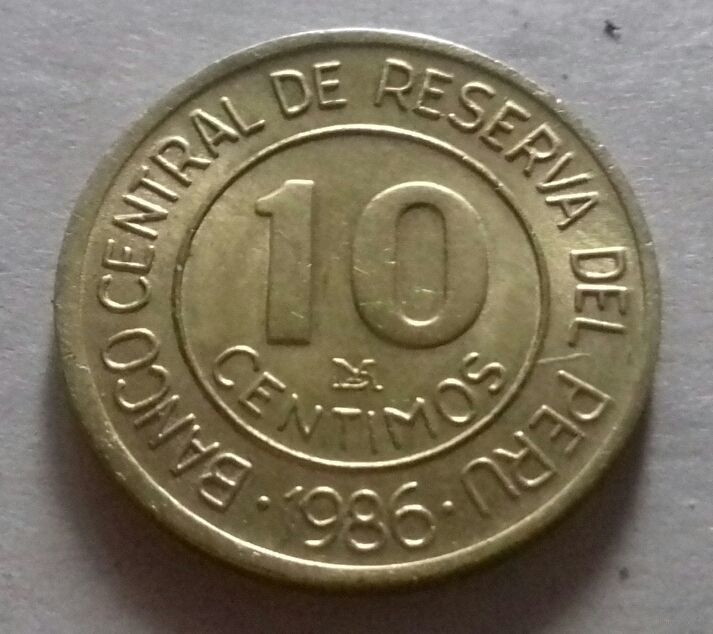 BANCO CENTRAL DE RESERVA DEL PERU
10
CENTIMOS
· 1986 ·